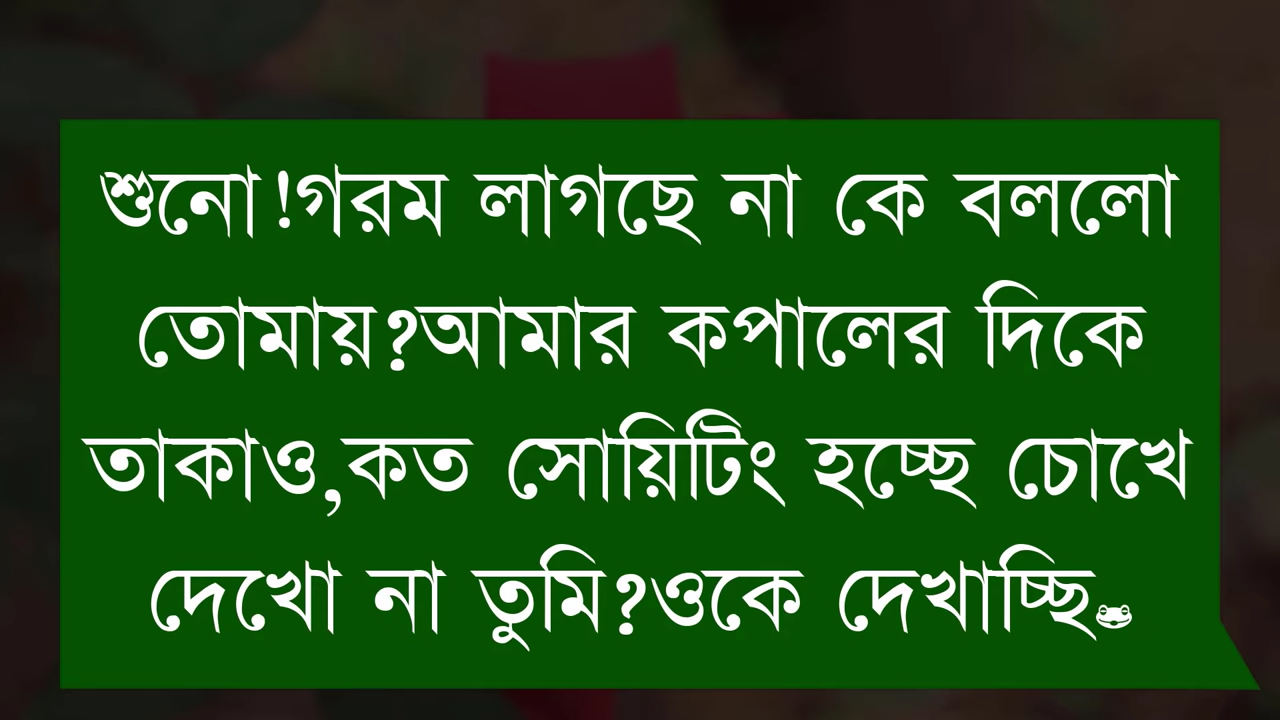 শুনো!গরম লাগছে না কে বললো
তোমায়?আমার কপালের দিকে
তাকাও,কত সোয়িটিং হচ্ছে চোখে
দেখো না তুমি?ওকে দেখাচ্ছি🐸